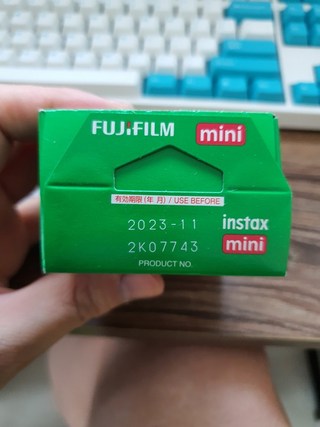 FUJIFILM mini
有効期限(年 月) / USE BEFORE
2023-11 instax
2K07743 mini
PRODUCT NO.